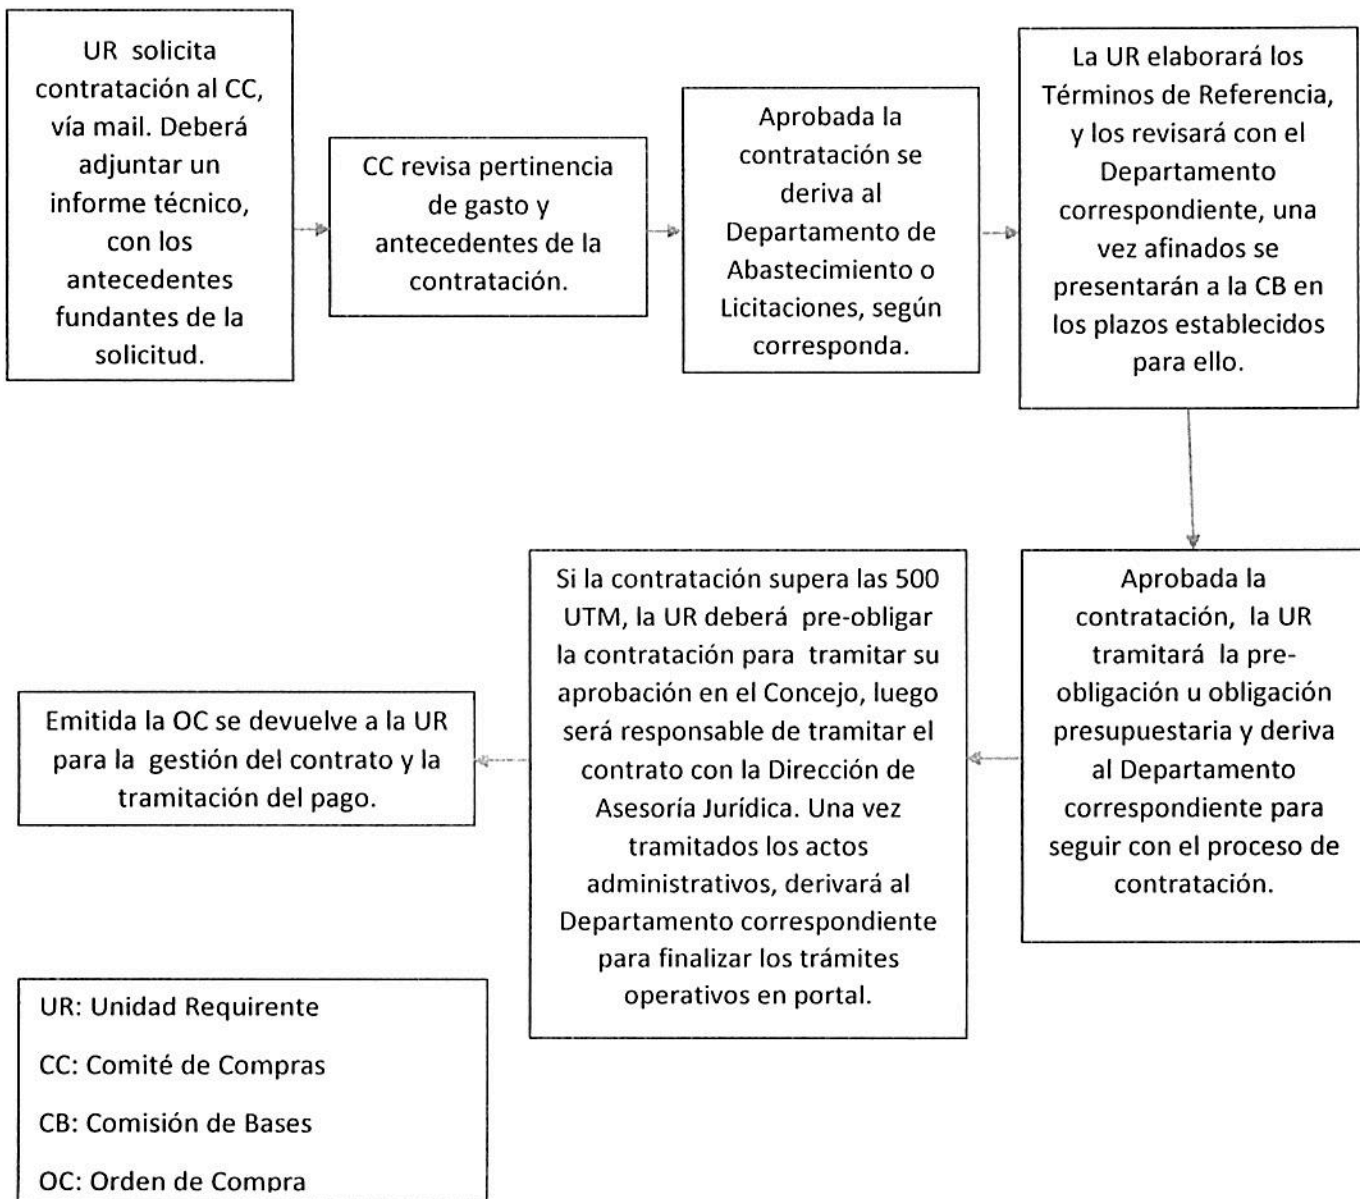 UR solicita
contratación al CC,
vía mail. Deberá
adjuntar un
informe técnico,
con los
antecedentes
fundantes de la
solicitud.
CC revisa pertinencia
de gasto y
antecedentes de la
contratación.
Aprobada la
contratación se
deriva al
Departamento de
Abastecimiento o
Licitaciones, según
corresponda.
La UR elaborará los
Términos de Referencia,
y los revisará con el
Departamento
correspondiente, una
vez afinados se
presentarán a la CB en
los plazos establecidos
para ello.
Aprobada la
contratación, la UR
tramitará la pre-
obligación u obligación
presupuestaria y deriva
al Departamento
correspondiente para
seguir con el proceso de
contratación.
Si la contratación supera las 500
UTM, la UR deberá pre-obligar
la contratación para tramitar su
aprobación en el Concejo, luego
será responsable de tramitar el
contrato con la Dirección de
Asesoría Jurídica. Una vez
tramitados los actos
administrativos, derivará al
Departamento correspondiente
para finalizar los trámites
operativos en portal.
Emitida la OC se devuelve a la UR
para la gestión del contrato y la
tramitación del pago.
UR: Unidad Requirente
CC: Comité de Compras
CB: Comisión de Bases
OC: Orden de Compra